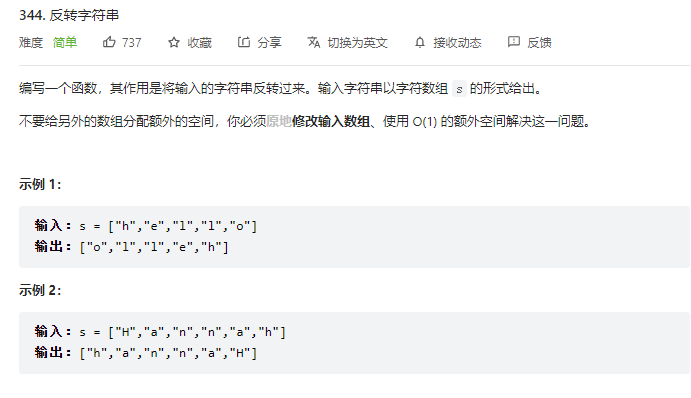 344. 反转字符串
难度 简单 737 收藏 分享 切换为英文 接收动态 反馈
编写一个函数，其作用是将输入的字符串反转过来。输入字符串以字符数组 s 的形式给出。
不要给另外的数组分配额外的空间，你必须原地修改输入数组、使用 O(1) 的额外空间解决这一问题。
示例 1：
输入：s = ["h","e","l","l","o"]
输出：["o","l","l","e","h"]
示例 2：
输入：s = ["H","a","n","n","a","h"]
输出：["h","a","n","n","a","H"]